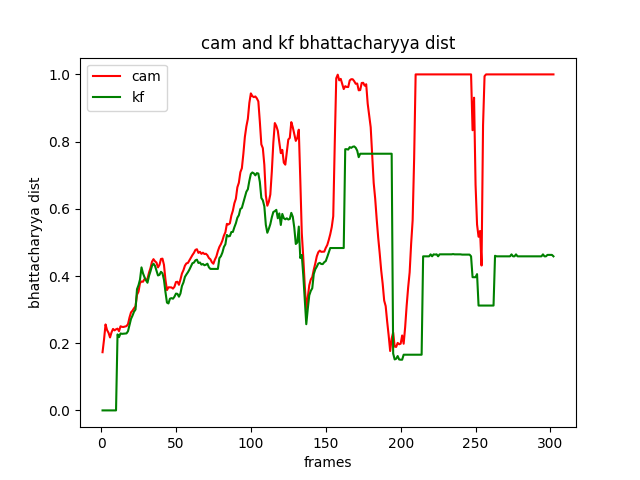 cam and kf bhattacharyya dist
cam
kf
bhattacharyya dist
1.0
0.8
0.6
0.4
0.2
0.0
0 50 100 150 200 250 300
frames